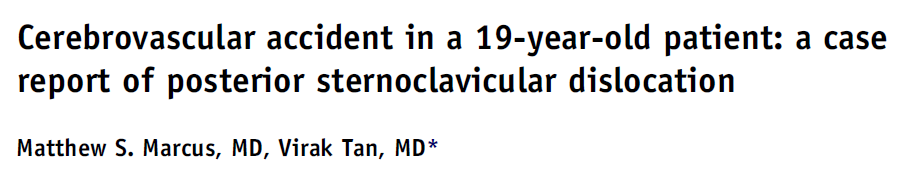 Cerebrovascular accident in a 19-year-old patient: a case
report of posterior sternoclavicular dislocation
Matthew S. Marcus, MD, Virak Tan, MD*